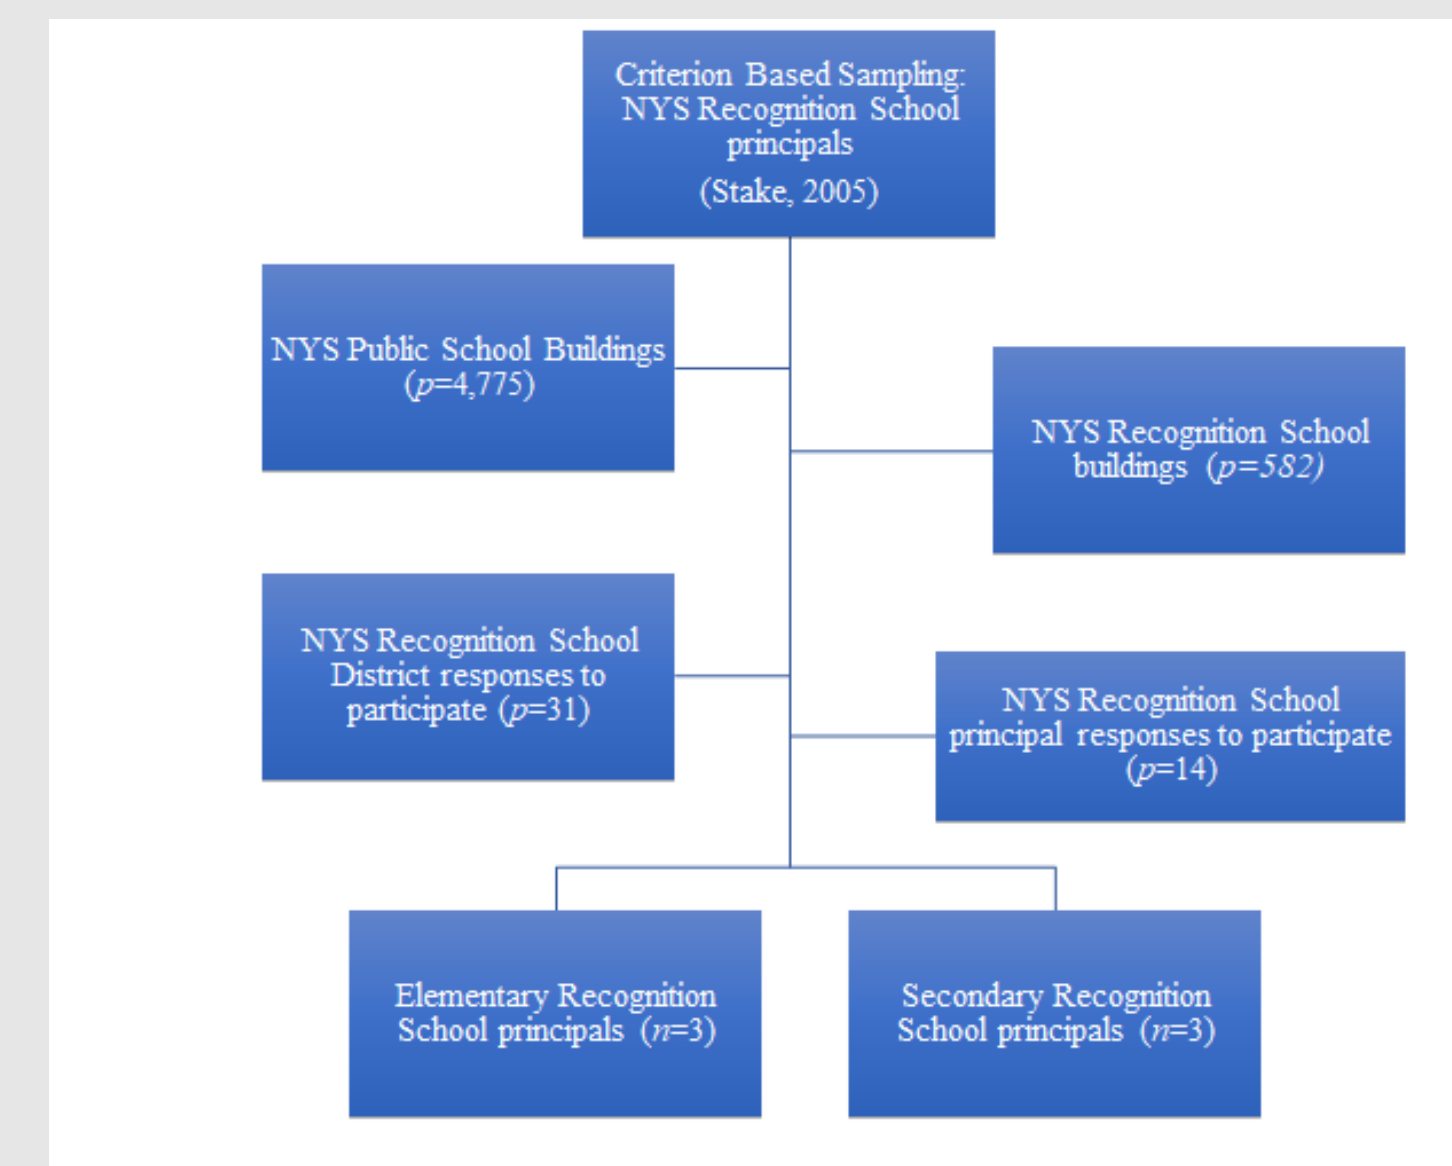 Criterion Based Sampling:
NYS Recognition School
principals
(Stake, 2005)
NYS Public School Buildings
(p=4,775)
NYS Recognition School
buildings (p=582)
NYS Recognition School
District responses to
participate (p=31)
NYS Recognition School
principal responses to participate
(p=14)
Elementary Recognition
School principals (n=3)
Secondary Recognition
School principals (n=3)